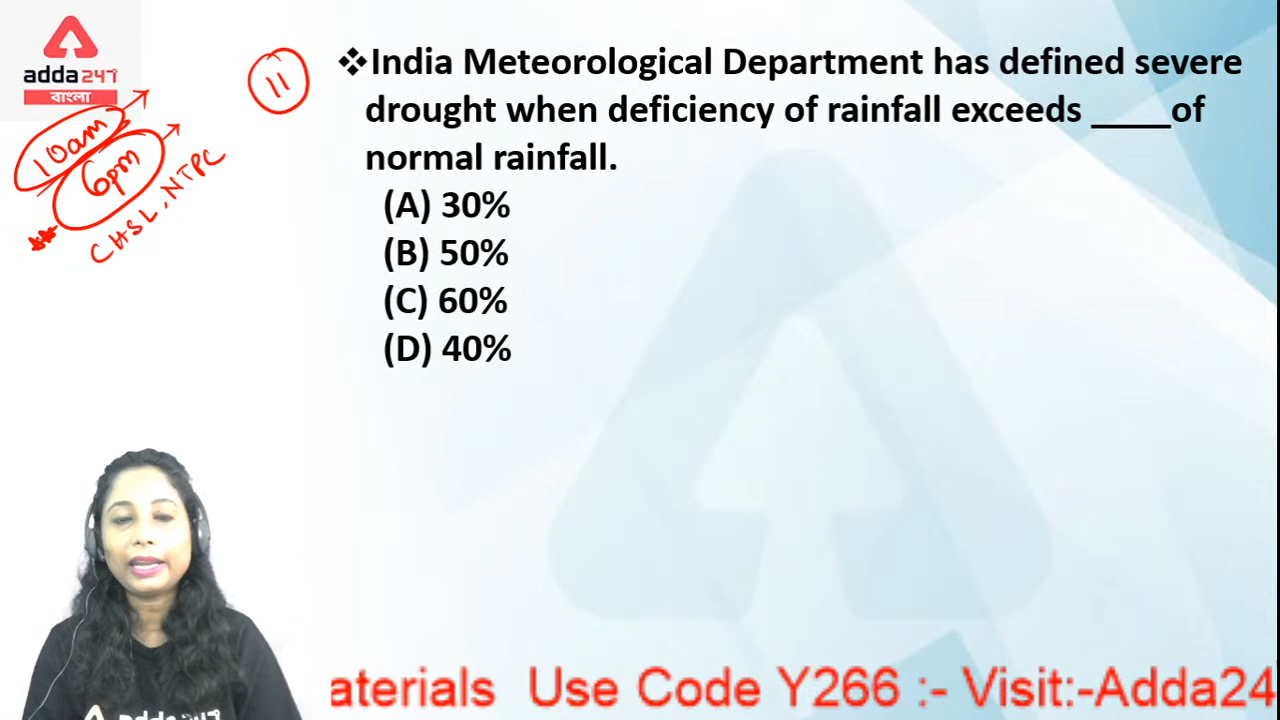 adda247
বাংলা
10am
6pm
CHSL, NTPC
11
❖India Meteorological Department has defined severe
drought when deficiency of rainfall exceeds ____of
normal rainfall.
(A) 30%
(B) 50%
(C) 60%
(D) 40%
adda247
aterials Use Code Y266 :- Visit:-Adda24